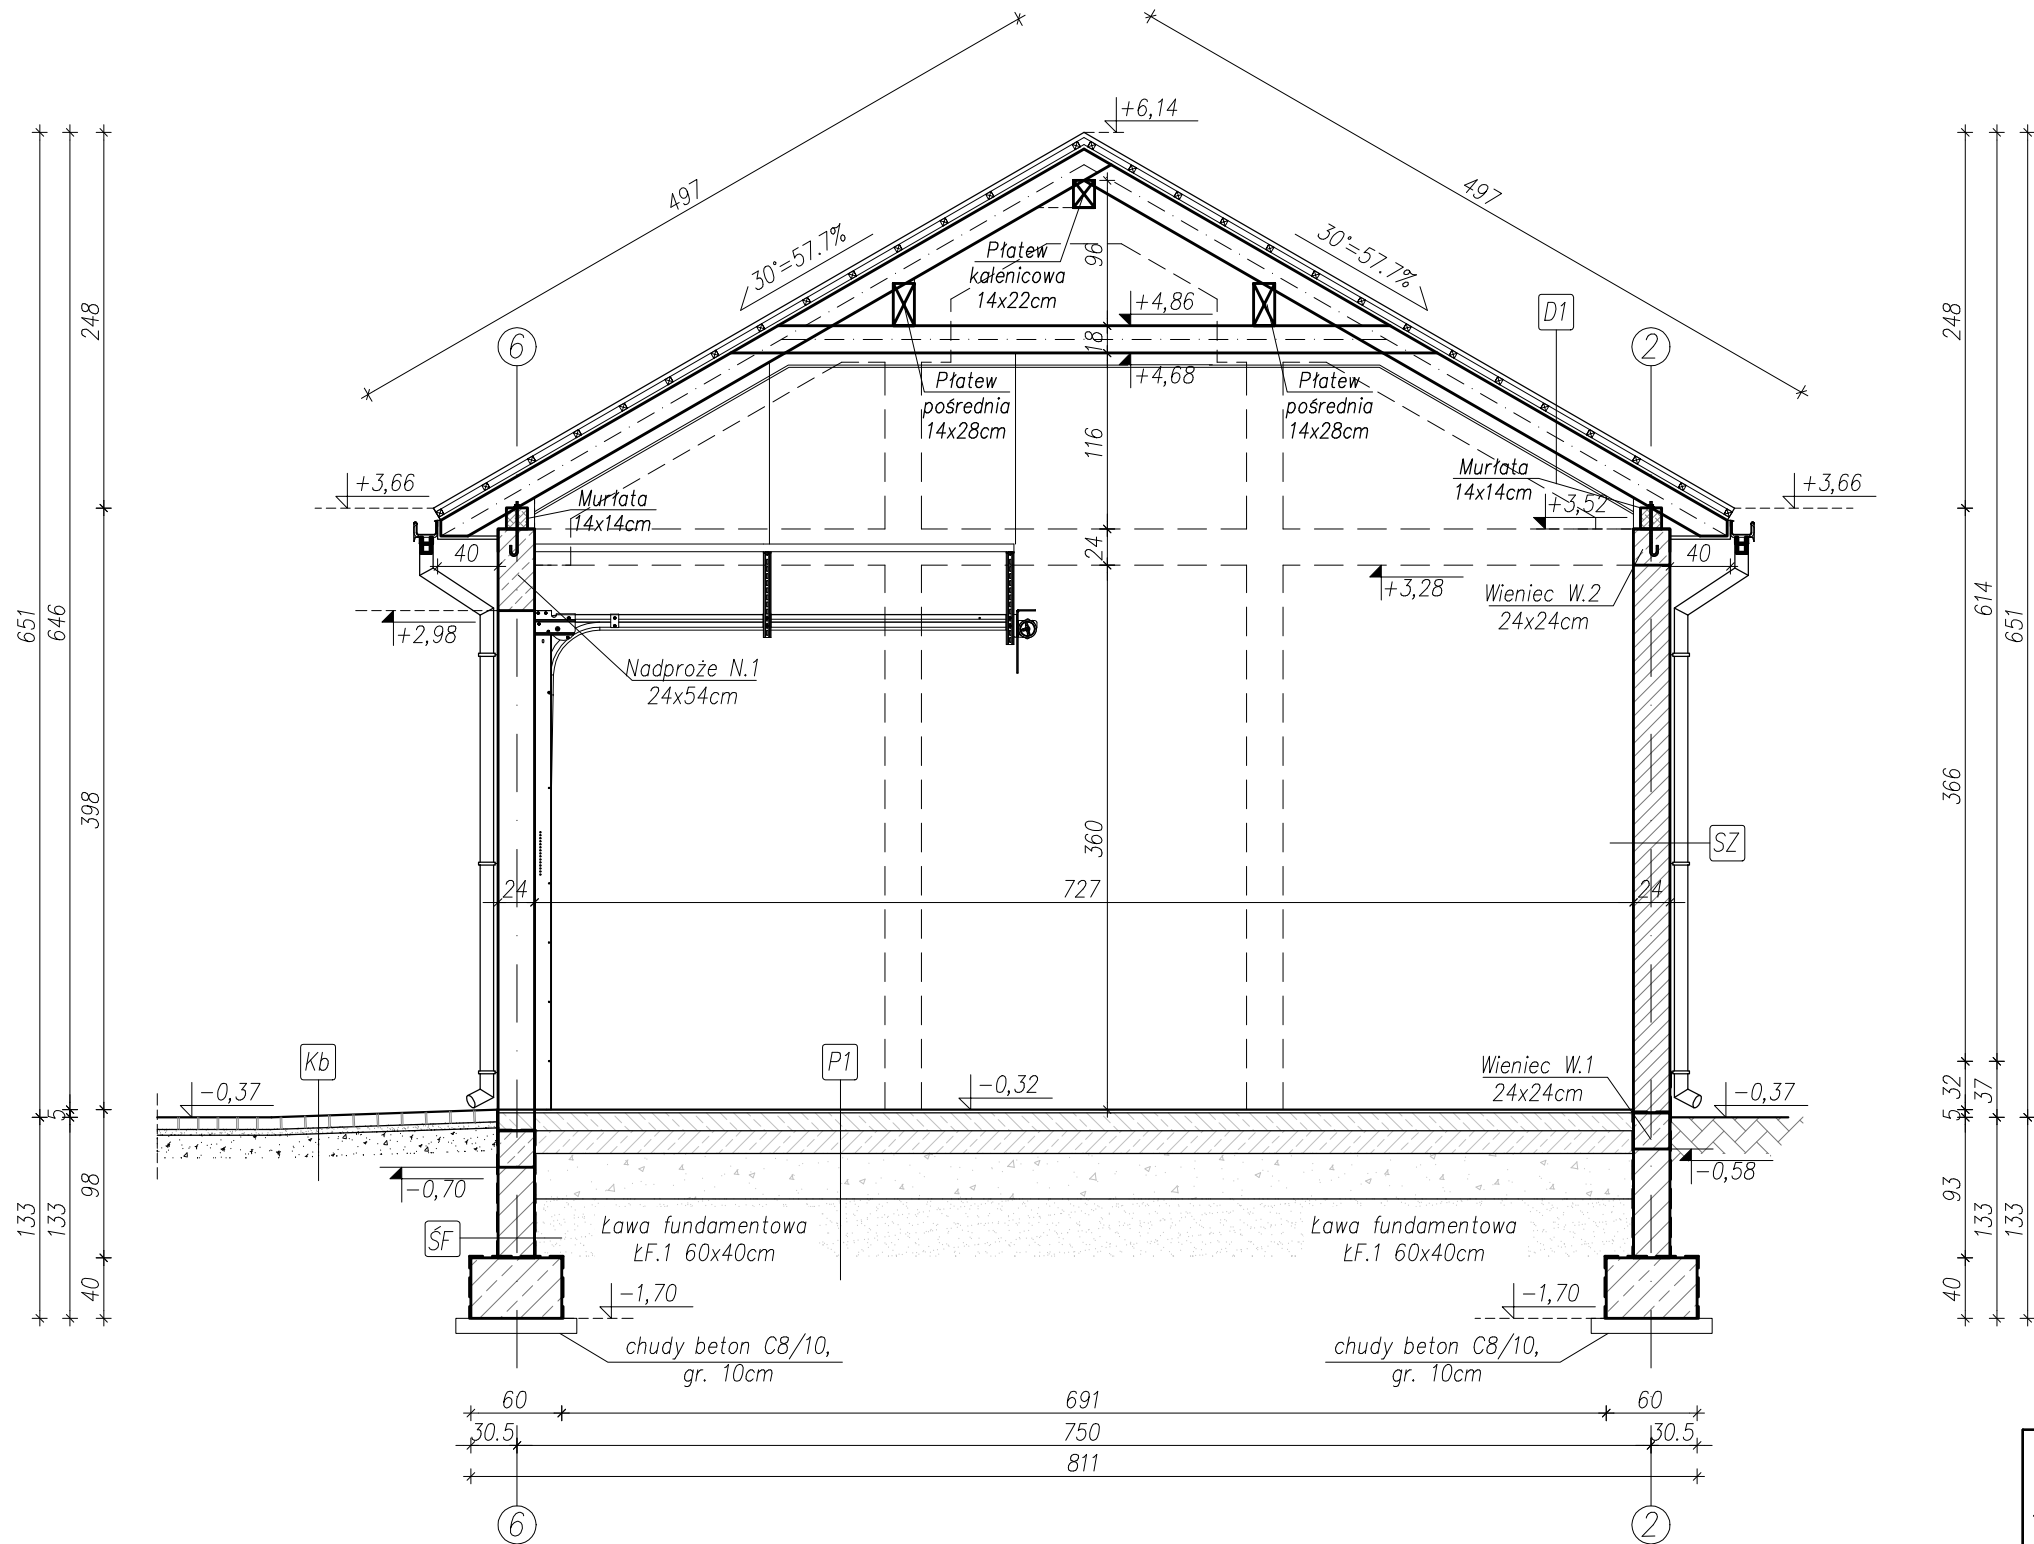 +6,14
497
497
30°=57.7%
30°=57.7%
Płatew
kalenicowa
14x22cm
96
248
248
+4,86
D1
6
18
2
+4,68
Płatew
pośrednia
14x28cm
Płatew
pośrednia
14x28cm
116
+3,66
Murłata
14x14cm
Murłata
14x14cm
+3,52
+3,66
40
24
40
+3,28
Wieniec W.2
24x24cm
651
646
614
651
+2,98
Nadproże N.1
24x54cm
398
366
360
SZ
24
727
24
Kb
P1
Wieniec W.1
24x24cm
-0,37
-0,32
-0,37
5
32
5
37
-0,70
-0,58
98
93
133
133
133
133
ŚF
Ława fundamentowa
ŁF.1 60x40cm
Ława fundamentowa
ŁF.1 60x40cm
40
40
-1,70
-1,70
chudy beton C8/10,
gr. 10cm
chudy beton C8/10,
gr. 10cm
60
691
60
30.5
750
30.5
811
6
2